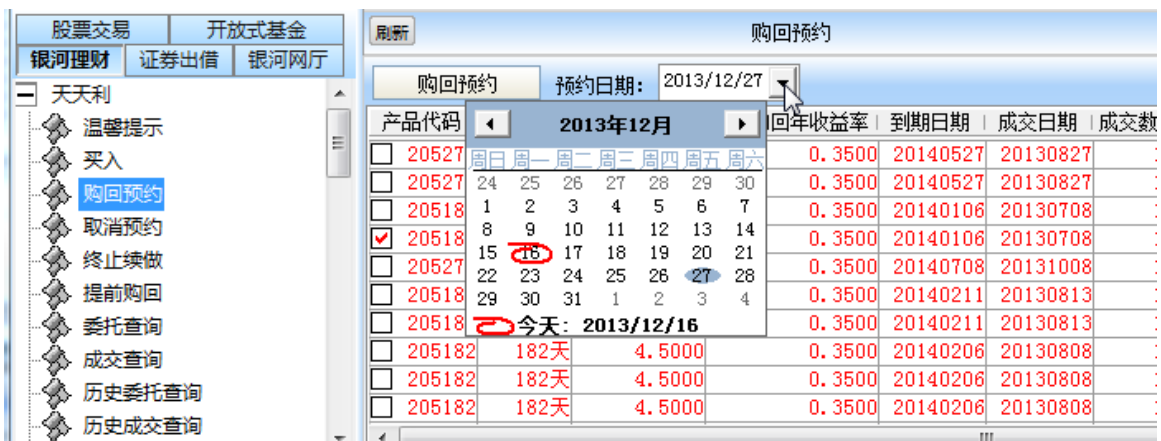 股票交易 开放式基金
银河理财 证券出借 银河网厅
天天利
温馨提示
买入
购回预约
取消预约
终止续做
提前购回
委托查询
成交查询
历史委托查询
历史成交查询
刷新 购回预约
购回预约 预约日期: 2013/12/27
产品代码 回年收益率 到期日期 成交日期 成交数
20527 0.3500 20140527 20130827
20527 0.3500 20140527 20130827
20518 0.3500 20140106 20130708
20518 0.3500 20140106 20130708
20527 0.3500 20140708 20131008
20518 0.3500 20140211 20130813
20518 0.3500 20140211 20130813
205182 182天 4.5000 0.3500 20140206 20130808
205182 182天 4.5000 0.3500 20140206 20130808
205182 182天 4.5000 0.3500 20140206 20130808
2013年12月
周日 周一 周二 周三 周四 周五 周六
24 25 26 27 28 29 30
1 2 3 4 5 6 7
8 9 10 11 12 13 14
15 16 17 18 19 20 21
22 23 24 25 26 27 28
29 30 31 1 2 3 4
今天: 2013/12/16